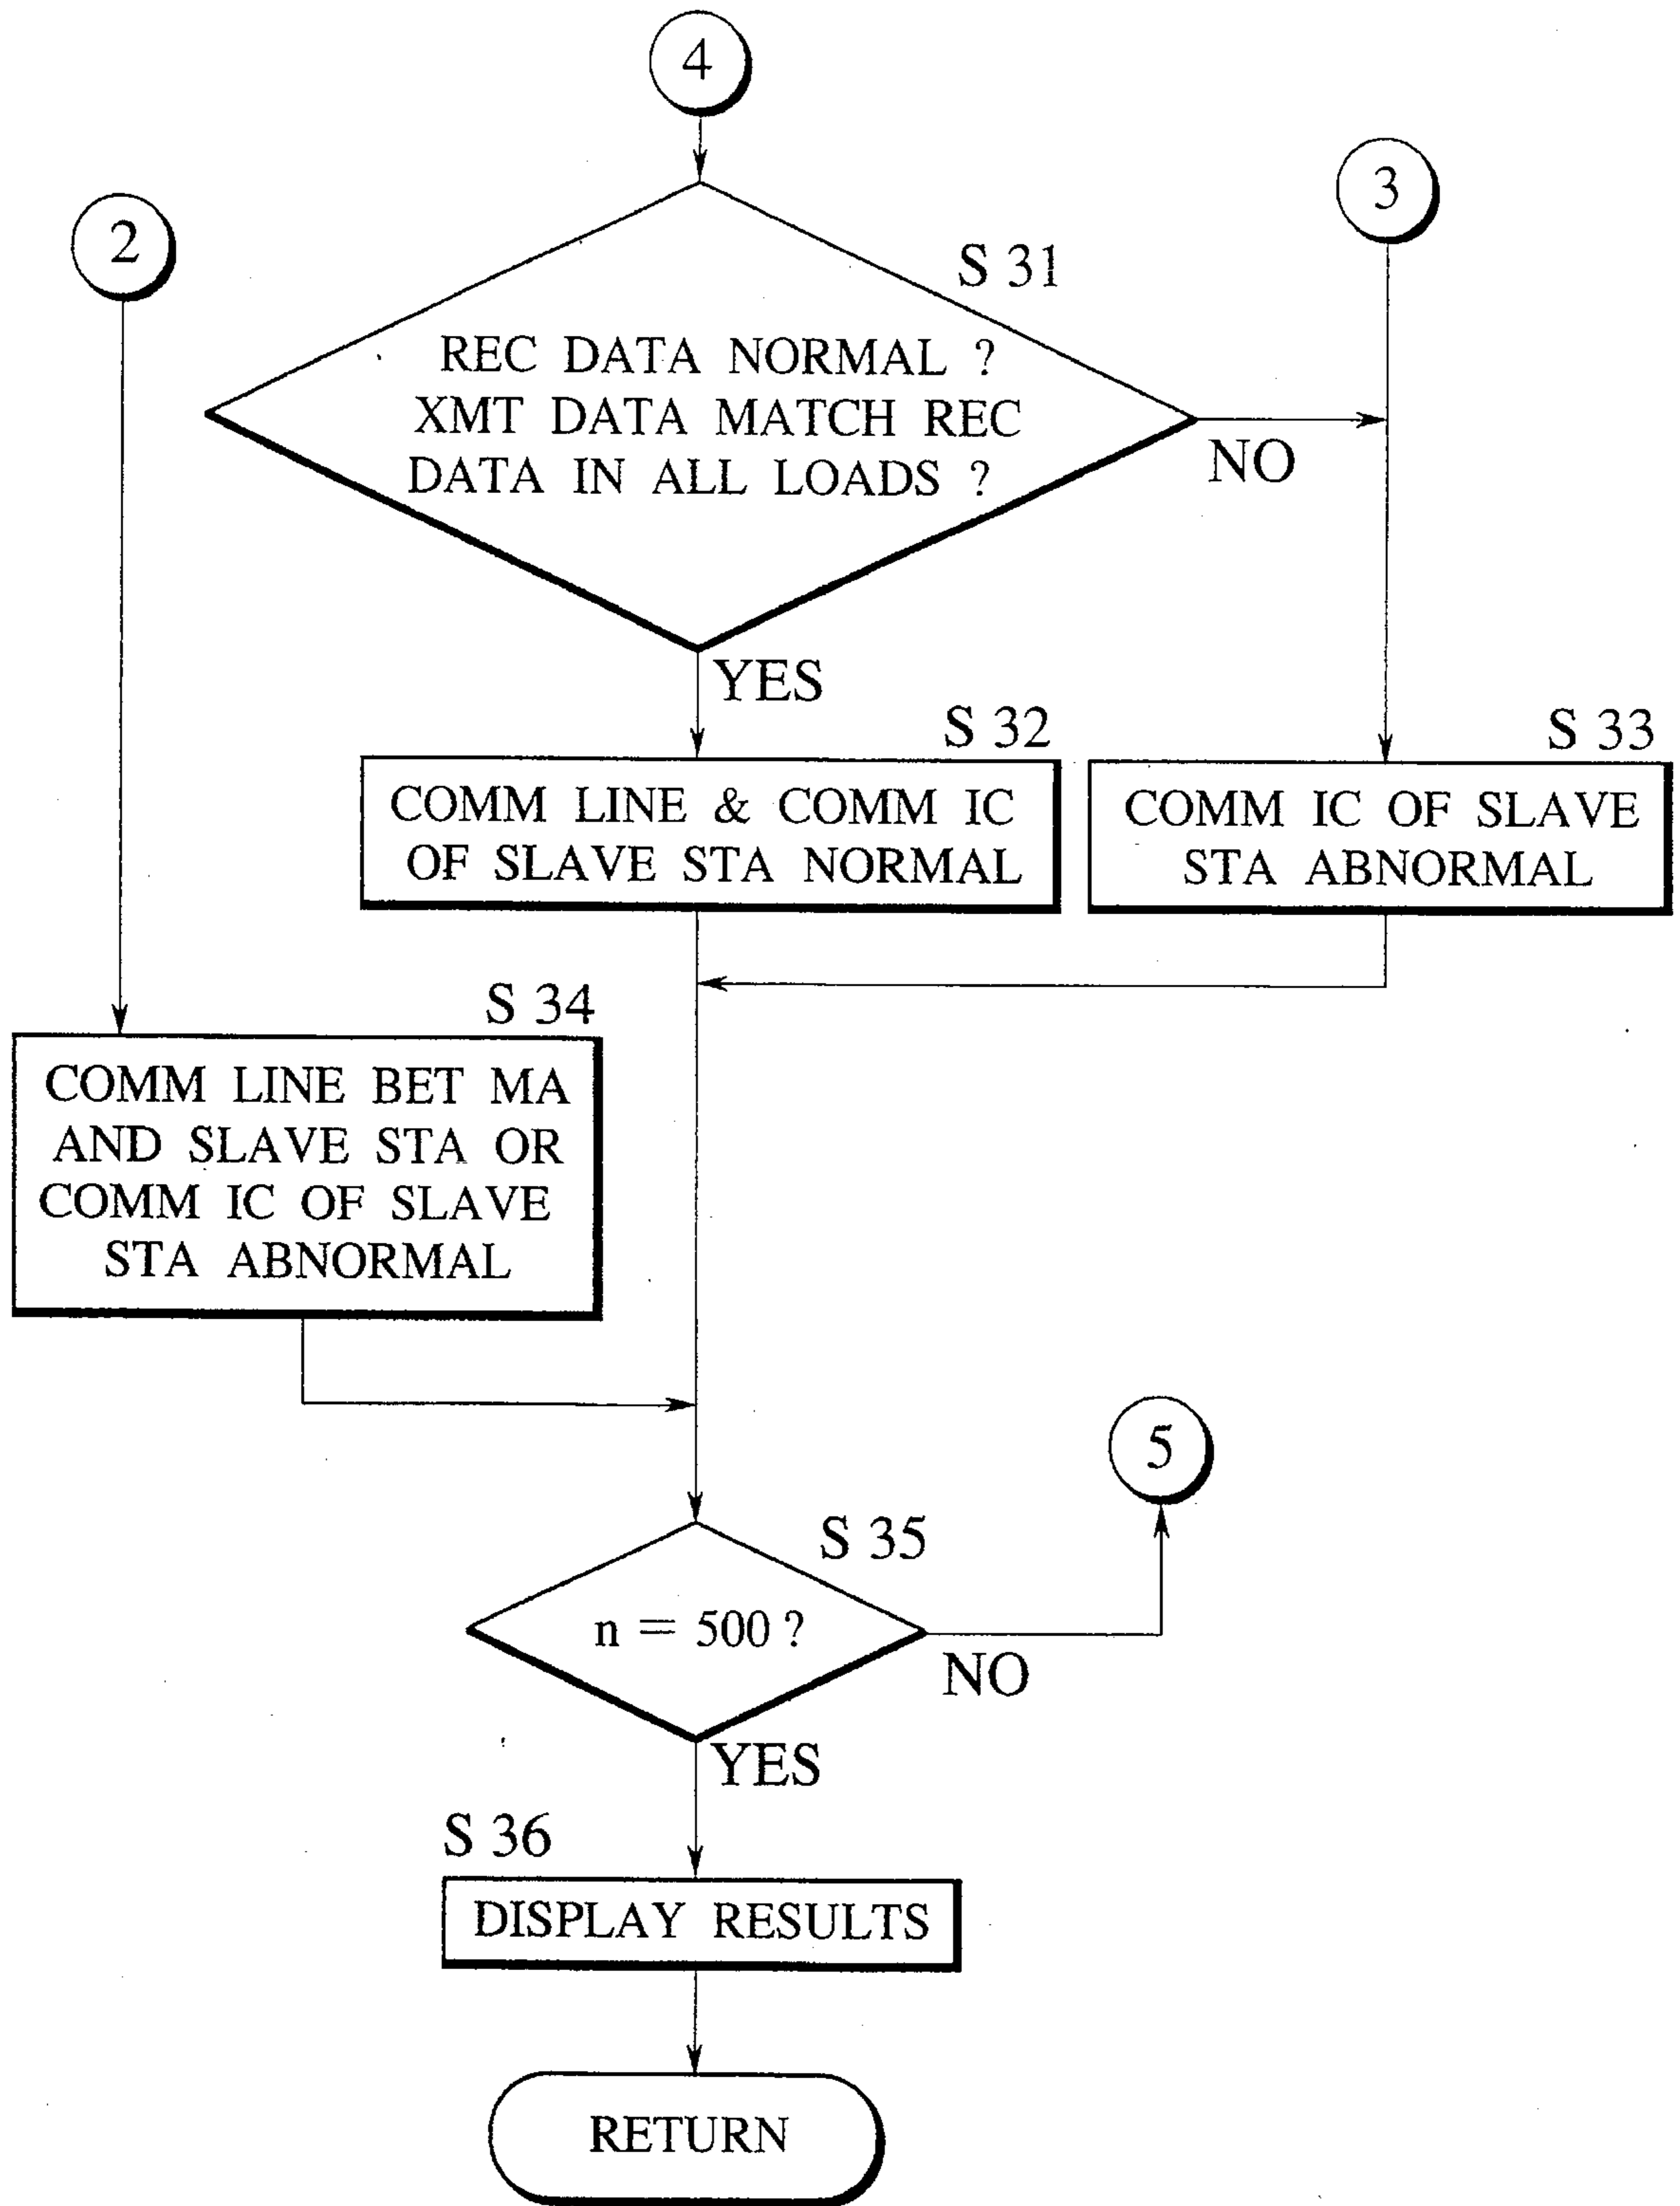 4
3
2
S 31
REC DATA NORMAL ?
XMT DATA MATCH REC
DATA IN ALL LOADS ?
NO
YES
S 32
COMM LINE & COMM IC
OF SLAVE STA NORMAL
S 33
COMM IC OF SLAVE
STA ABNORMAL
S 34
COMM LINE BET MA
AND SLAVE STA OR
COMM IC OF SLAVE
STA ABNORMAL
5
S 35
n = 500 ?
NO
YES
S 36
DISPLAY RESULTS
RETURN